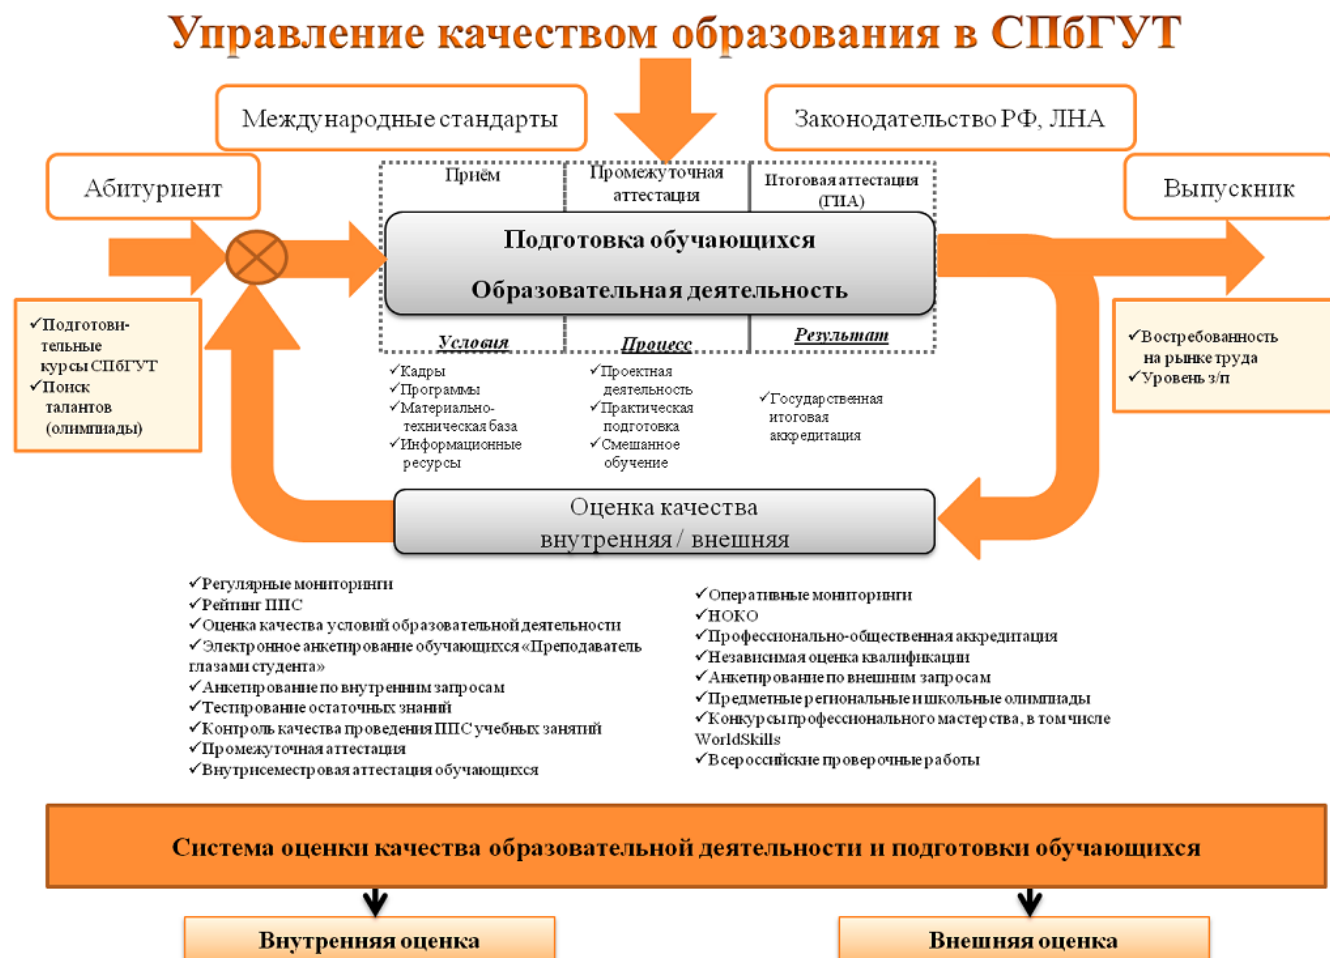 Управление качеством образования в СПбГУТ
Международные стандарты
Законодательство РФ, ЛНА
Абитуриент
Выпускник
Приём
Промежуточная
аттестация
Итоговая аттестация
(ГИА)
Подготовка обучающихся
Образовательная деятельность
Условия
Процесс
Результат
✓Подготови-
тельные
курсы СПбГУТ
✓Поиск
талантов
(олимпиады)
✓Кадры
✓Программы
✓Материально-
техническая база
✓Информационные
ресурсы
✓Проектная
деятельность
✓Практическая
подготовка
✓Смешанное
обучение
✓Государственная
итоговая
аккредитация
✓Востребованность
на рынке труда
✓Уровень з/п
Оценка качества
внутренняя / внешняя
✓Регулярные мониторинги
✓Рейтинг ППС
✓Оценка качества условий образовательной деятельности
✓Электронное анкетирование обучающихся «Преподаватель
глазами студента»
✓Анкетирование по внутренним запросам
✓Тестирование остаточных знаний
✓Контроль качества проведения ППС учебных занятий
✓Промежуточная аттестация
✓Внутрисеместровая аттестация обучающихся
✓Оперативные мониторинги
✓НОКО
✓Профессионально-общественная аккредитация
✓Независимая оценка квалификации
✓Анкетирование по внешним запросам
✓Предметные региональные и школьные олимпиады
✓Конкурсы профессионального мастерства, в том числе
WorldSkills
✓Всероссийские проверочные работы
Система оценки качества образовательной деятельности и подготовки обучающихся
Внутренняя оценка
Внешняя оценка